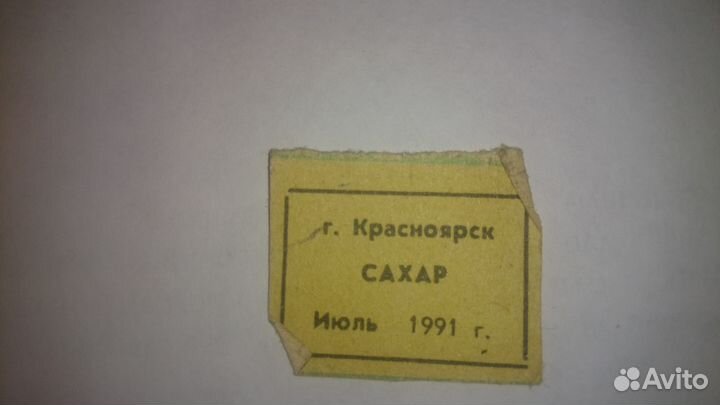 г. Красноярск
САХАР
Июль 1991 г.
Avito